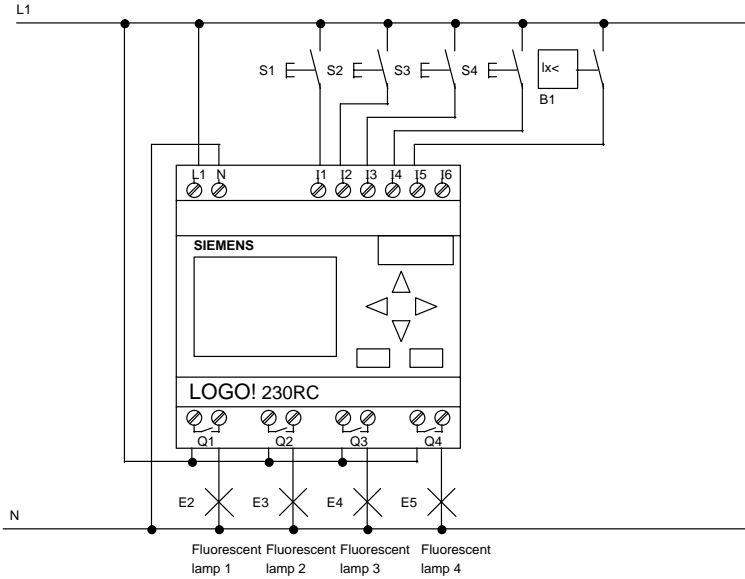 L1
S1 S2 S3 S4 Ix<
B1
L1 N I1 I2 I3 I4 I5 I6
SIEMENS
LOGO! 230RC
Q1 Q2 Q3 Q4
E2 E3 E4 E5
N
Fluorescent Fluorescent Fluorescent Fluorescent
lamp 1 lamp 2 lamp 3 lamp 4